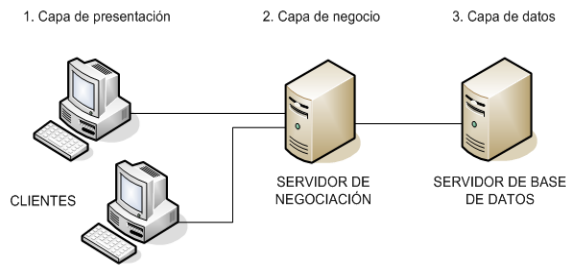 1. Capa de presentación
2. Capa de negocio
3. Capa de datos
SERVIDOR DE
NEGOCIACIÓN
SERVIDOR DE BASE
DE DATOS
CLIENTES